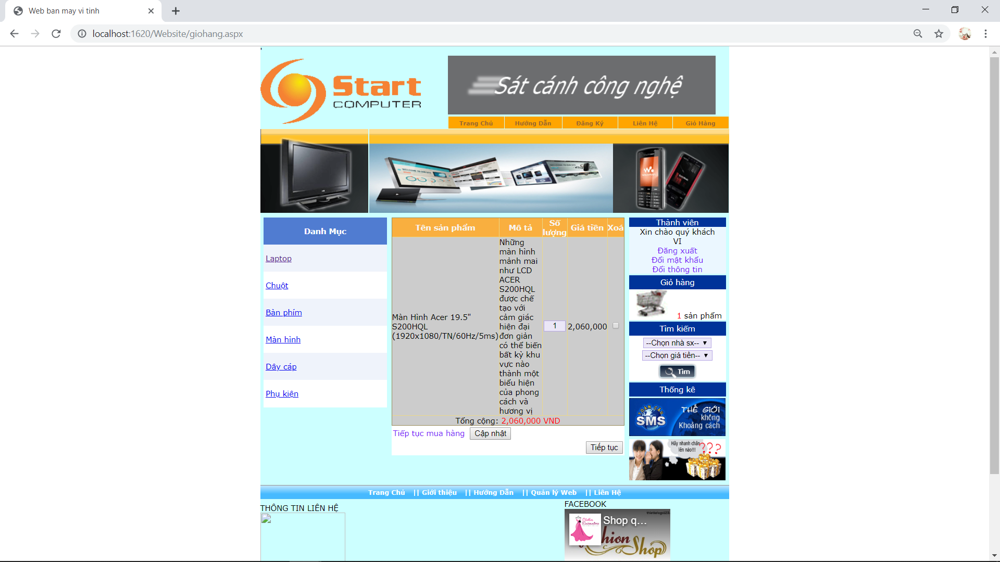 Web ban may vi tinh
localhost:1620/Website/giohang.aspx
'
Start
COMPUTER
Sát cánh công nghệ
Trang Chủ
Hướng Dẫn
Đăng Ký
Liên Hệ
Giỏ Hàng
Danh Mục
Laptop
Chuột
Bàn phím
Màn hình
Dây cáp
Phụ kiện
Tên sản phẩm
Mô tả
Số
lượng
Giá tiền
Xoá
Màn Hình Acer 19.5"
S200HQL
(1920x1080/TN/60Hz/5ms)
Những
màn hình
mảnh mai
như LCD
ACER
S200HQL
được chế
tạo với
cảm giác
hiện đại
đơn giản
có thể biến
bất kỳ khu
vực nào
thành một
biểu hiện
của phong
cách và
hương vị
1
2,060,000
Tổng cộng: 2,060,000 VND
Tiếp tục mua hàng
Cập nhật
Tiếp tục
Thành viên
Xin chào quý khách
VI
Đăng xuất
Đổi mật khẩu
Đổi thông tin
Giỏ hàng
1 sản phẩm
Tìm kiếm
--Chọn nhà sx--
--Chọn giá tiền--
Tìm
Thống kê
TOÀN CẦU
SMS
THẾ GIỚI
không
Khoảng cách
Hãy nhanh chân
lên nào!!!
???
Trang Chủ || Giới thiệu || Hướng Dẫn || Quản lý Web || Liên Hệ
THÔNG TIN LIÊN HỆ
FACEBOOK
thietkelogo123
Shop q...
Clothes
Encounters
hion
Shop